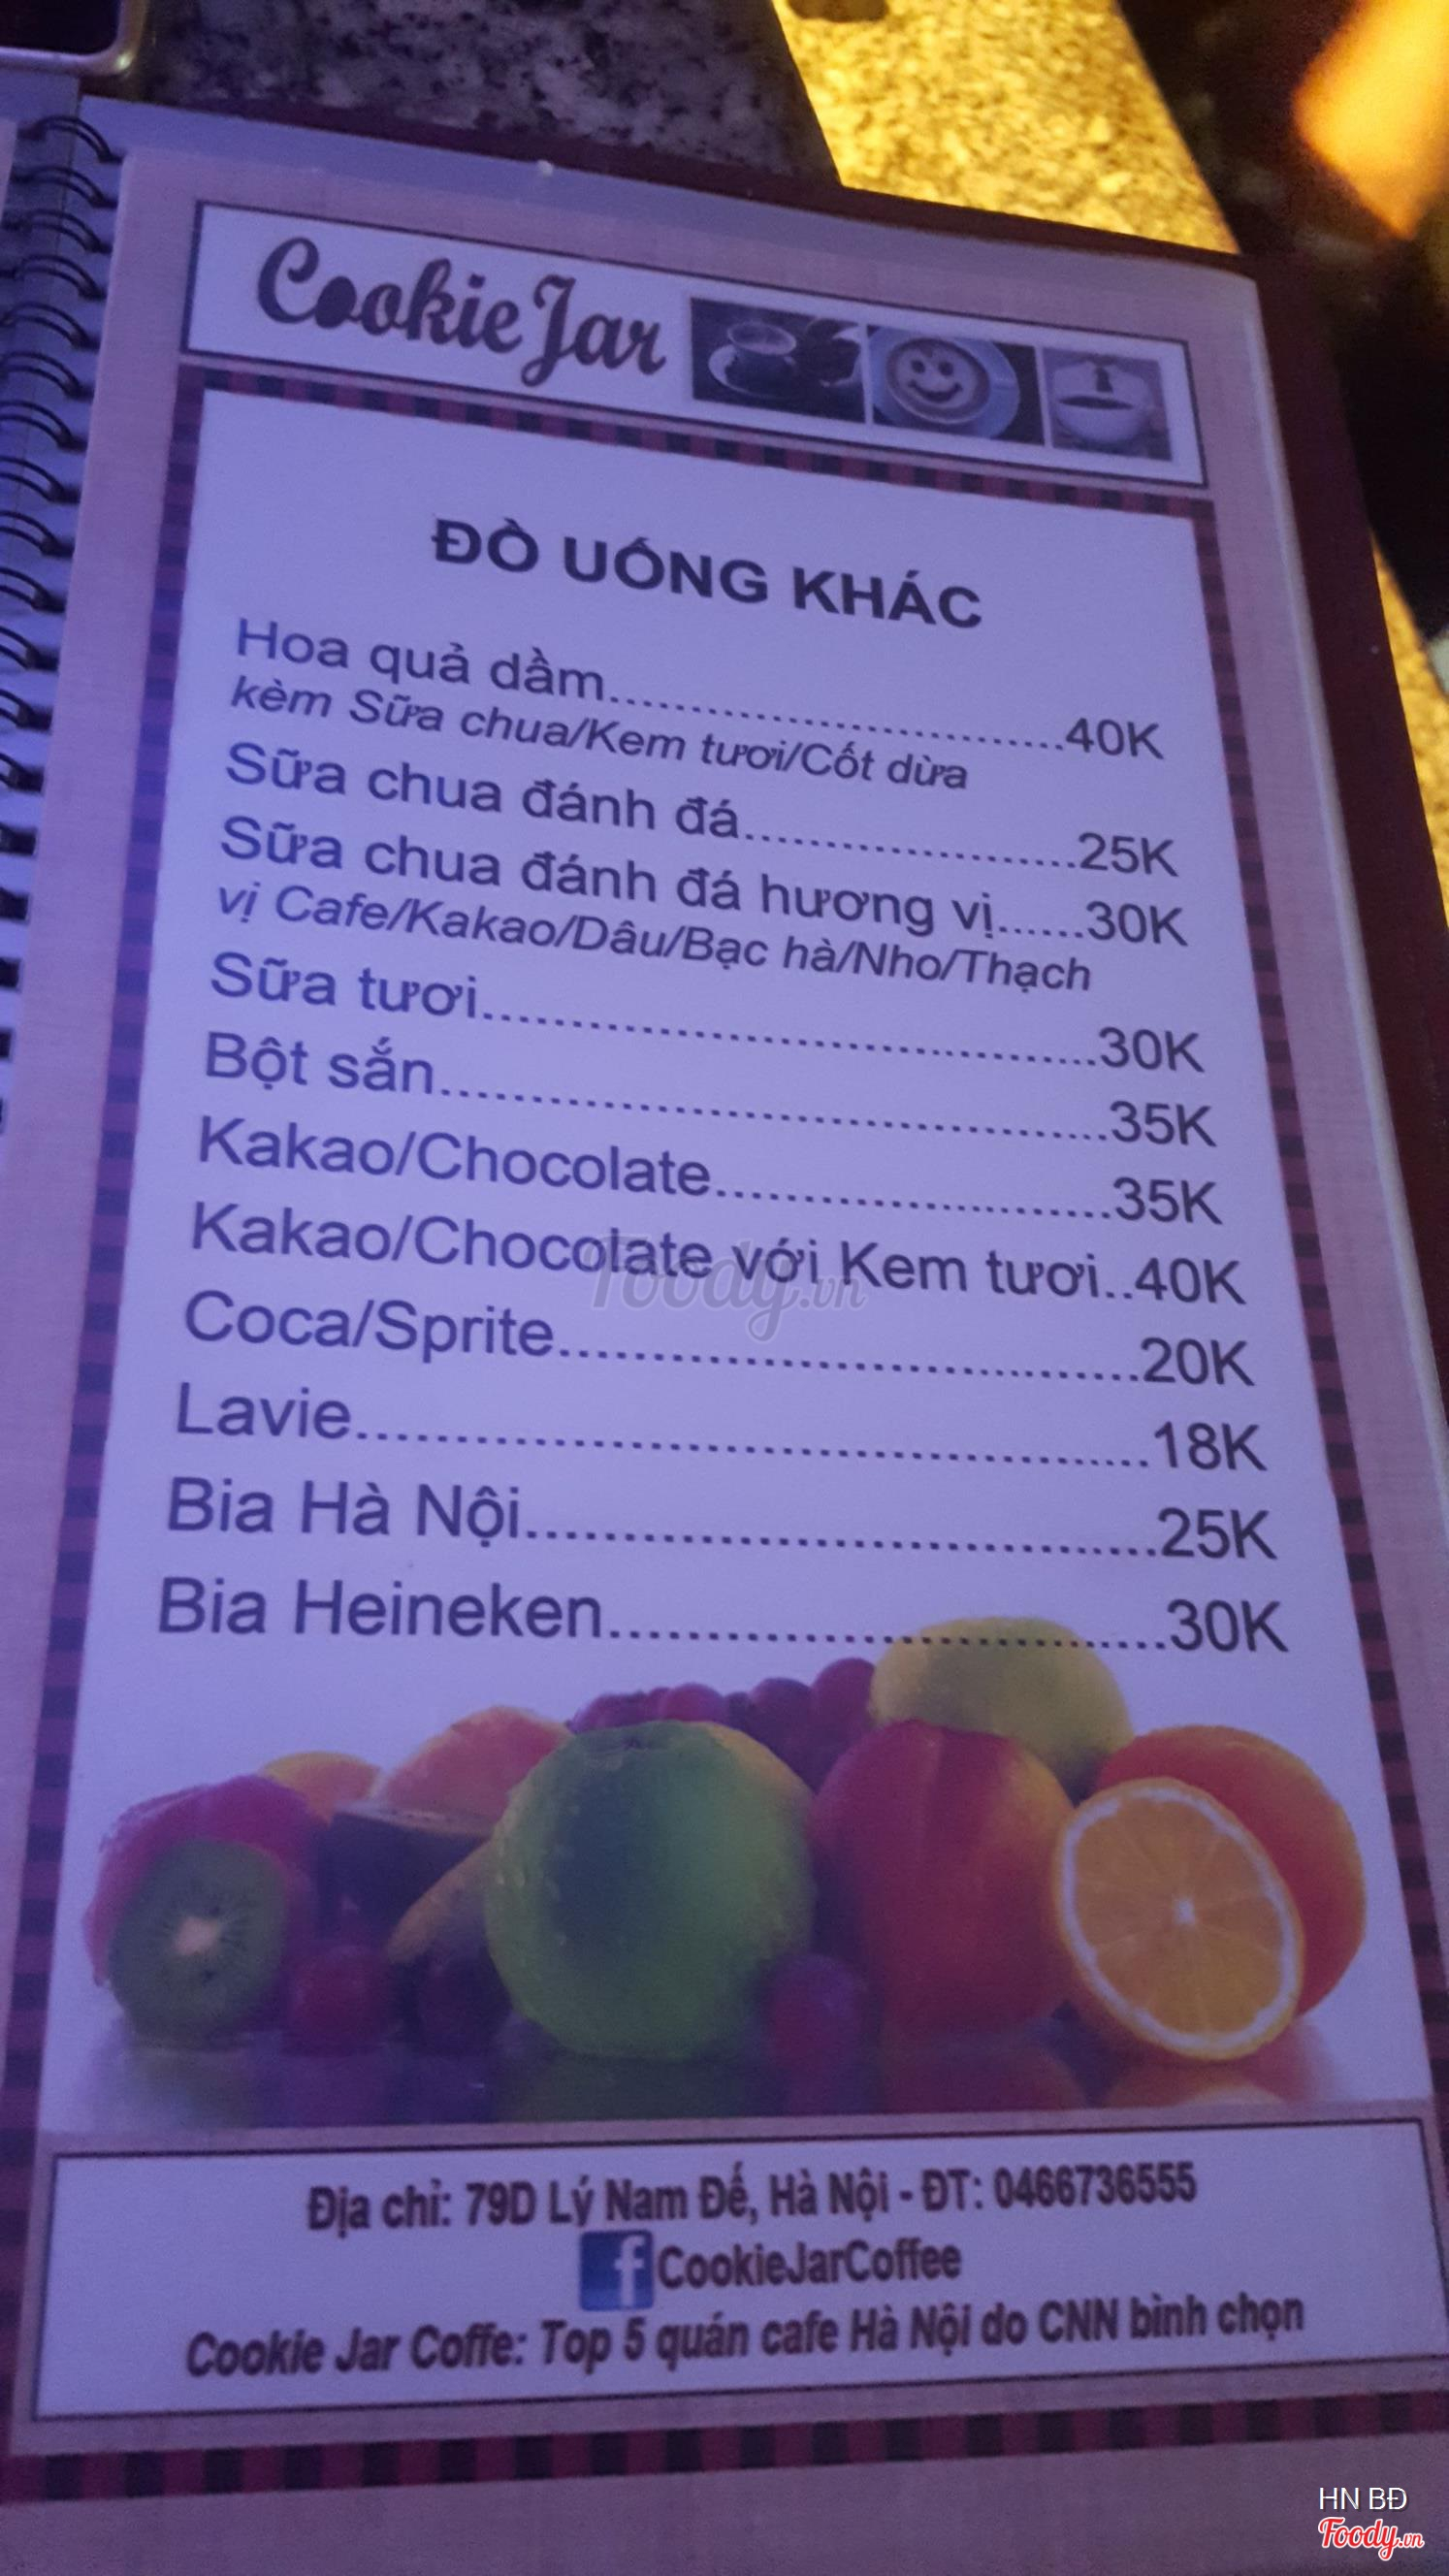 Cookie Jar
ĐỒ UỐNG KHÁC
Hoa quả dầm............................40K
kèm Sữa chua/Kem tươi/Cốt dừa
Sữa chua đánh đá....................25K
Sữa chua đánh đá hương vị......30K
vị Cafe/Kakao/Dâu/Bạc hà/Nho/Thạch
Sữa tươi......................................30K
Bột sắn........................................35K
Kakao/Chocolate.......................35K
Kakao/Chocolate với Kem tươi..40K
Coca/Sprite.................................20K
Lavie.............................................18K
Bia Hà Nội....................................25K
Bia Heineken...............................30K
Foody.vn
Địa chỉ: 79D Lý Nam Đế, Hà Nội - ĐT: 0466736555
f CookieJarCoffee
Cookie Jar Coffe: Top 5 quán cafe Hà Nội do CNN bình chọn
HN BĐ
Foody.vn